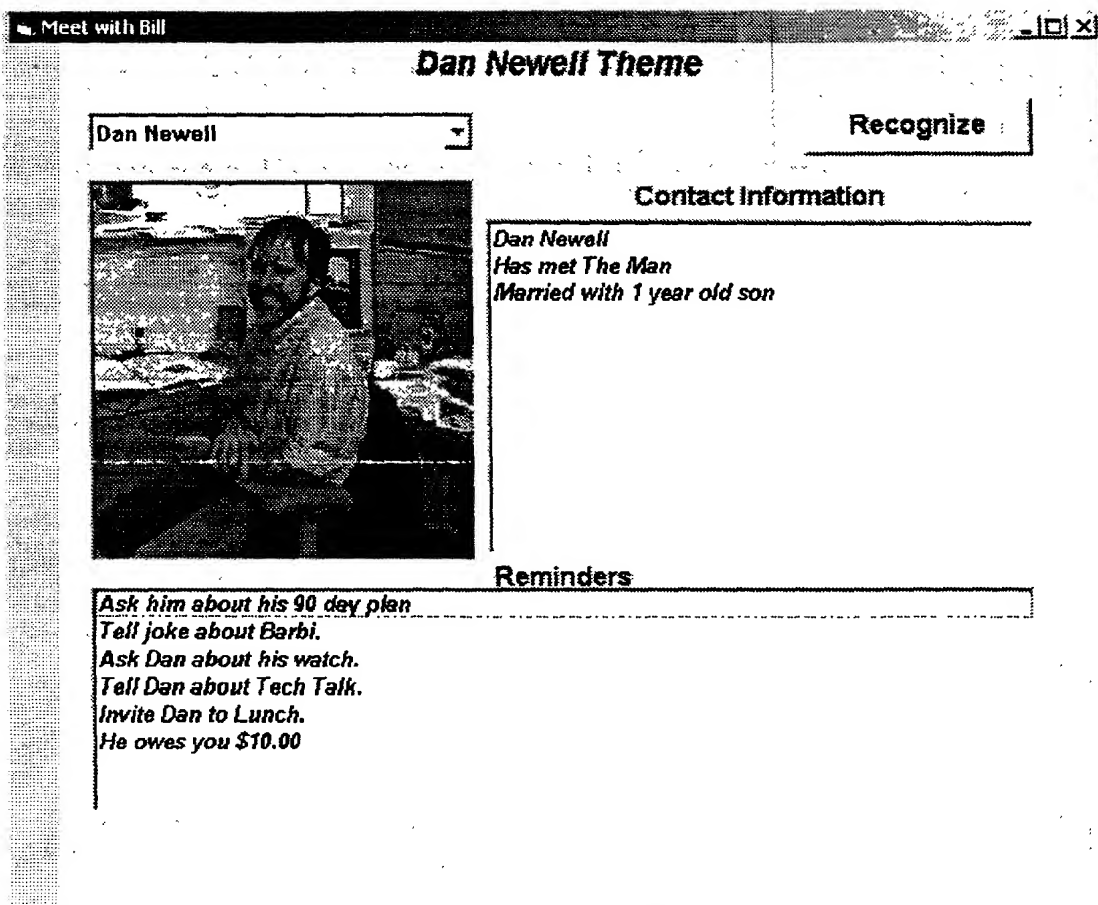 Meet with Bill
Dan Newell Theme
Dan Newell
Recognize
Contact Information
Dan Newell
Has met The Man
Married with 1 year old son
Reminders
Ask him about his 90 day plan
Tell joke about Barbi.
Ask Dan about his watch.
Tell Dan about Tech Talk.
Invite Dan to Lunch.
He owes you $10.00